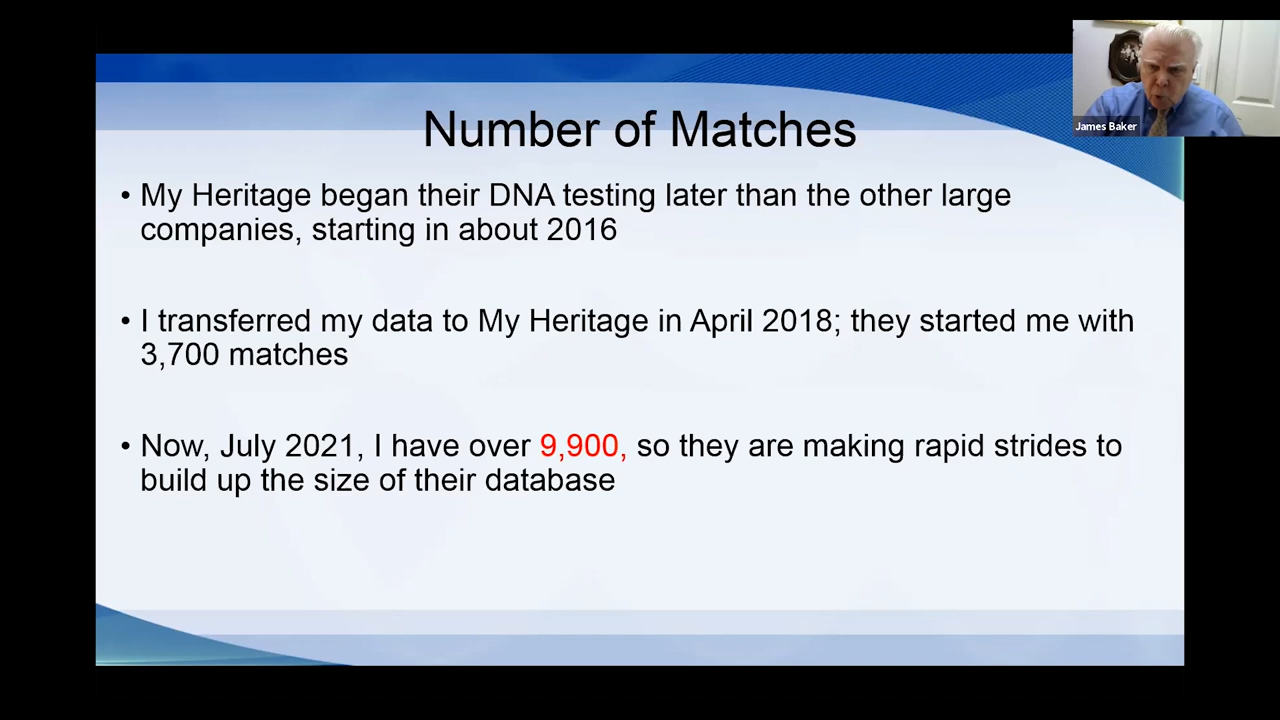 James Baker
Number of Matches
• My Heritage began their DNA testing later than the other large
companies, starting in about 2016
• I transferred my data to My Heritage in April 2018; they started me with
3,700 matches
• Now, July 2021, I have over 9,900, so they are making rapid strides to
build up the size of their database